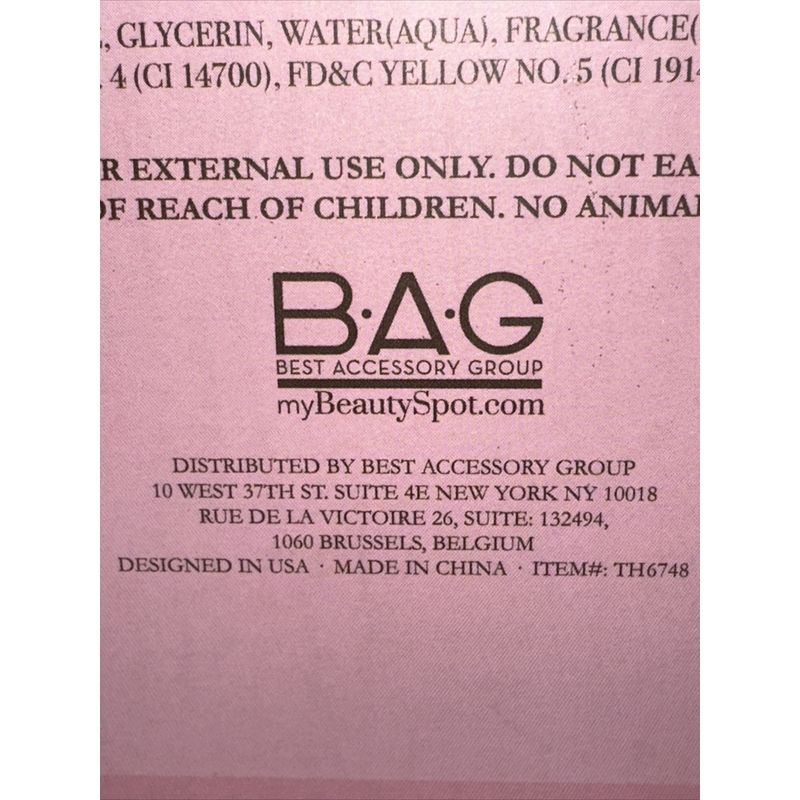 , GLYCERIN, WATER(AQUA), FRAGRANCE(
. 4 (CI 14700), FD&C YELLOW NO. 5 (CI 1914
R EXTERNAL USE ONLY. DO NOT EA
OF REACH OF CHILDREN. NO ANIMAL
B·A·G
BEST ACCESSORY GROUP
myBeautySpot.com
DISTRIBUTED BY BEST ACCESSORY GROUP
10 WEST 37TH ST. SUITE 4E NEW YORK NY 10018
RUE DE LA VICTOIRE 26, SUITE: 132494,
1060 BRUSSELS, BELGIUM
DESIGNED IN USA · MADE IN CHINA · ITEM#: TH6748